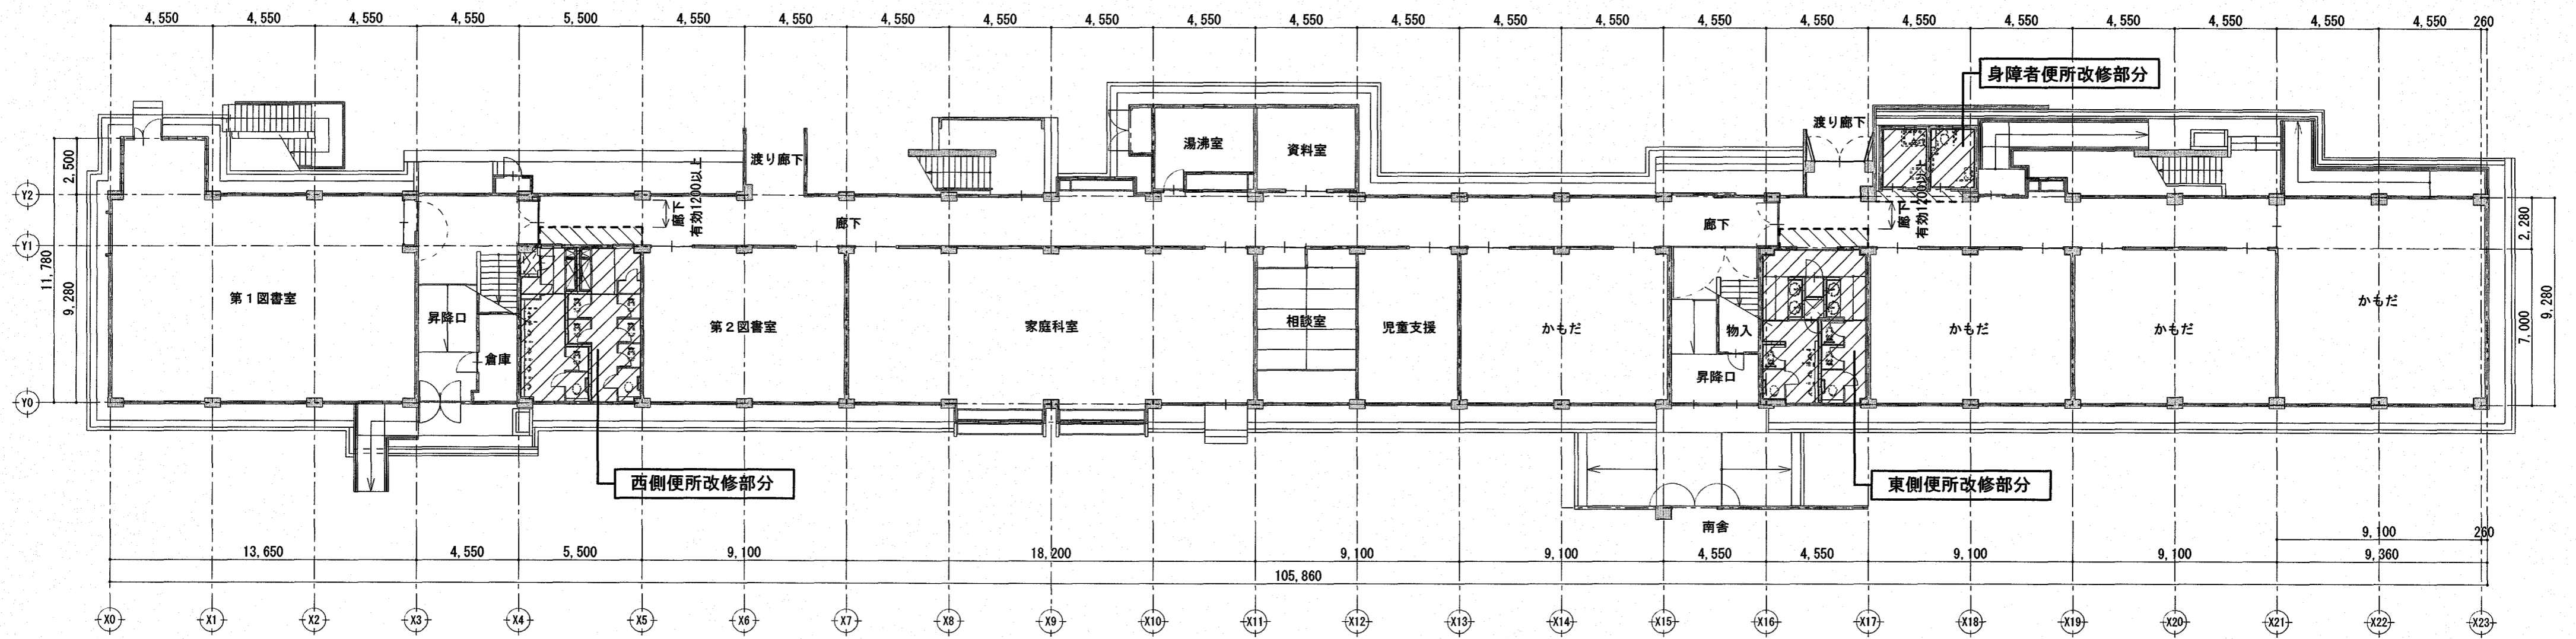 4,550 4,550 4,550 4,550 5,500 4,550 4,550 4,550 4,550 4,550 4,550 4,550 4,550 4,550 4,550 4,550 4,550 4,550 4,550 4,550 4,550 4,550 4,550 260
身障者便所改修部分
渡り廊下
湯沸室
資料室
渡り廊下
2,500
Y2
廊下
有効1200以上
廊下
廊下
廊下
有効1200以上
2,280
Y1
11,780
9,280
第1図書室
昇降口
倉庫
第2図書室
家庭科室
相談室
児童支援
かもだ
物入
昇降口
かもだ
かもだ
かもだ
7,000
9,280
Y0
西側便所改修部分
東側便所改修部分
南舎
9,100 260
13,650 4,550 5,500 9,100 18,200 9,100 9,100 4,550 4,550 9,100 9,100 9,360
105,860
X0 X1 X2 X3 X4 X5 X6 X7 X8 X9 X10 X11 X12 X13 X14 X15 X16 X17 X18 X19 X20 X21 X22 X23